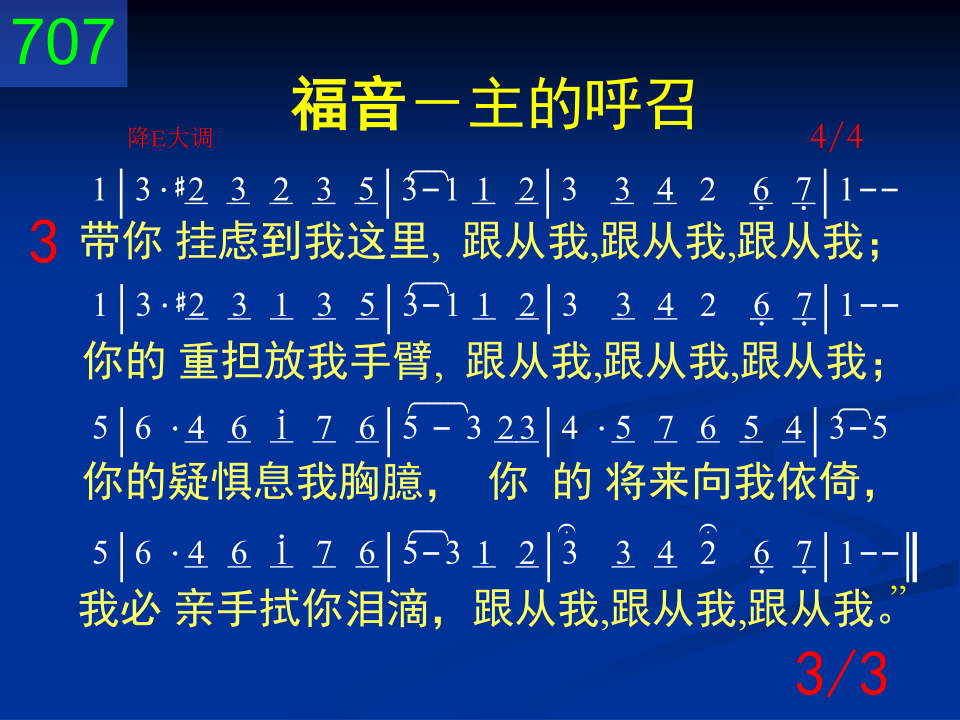 707
福音－主的呼召
降E大调 4/4
1|3·#2 3 2 3 5|3-1 1 2|3 3 4 2 6̣ 7̣|1--
3 带你 挂虑到我这里, 跟从我,跟从我,跟从我；
1|3·#2 3 1 3 5|3-1 1 2|3 3 4 2 6̣ 7̣|1--
你的 重担放我手臂, 跟从我,跟从我,跟从我；
5|6·4 6 i 7 6|5 - 3 23|4·5 7 6 5 4|3-5
你的疑惧息我胸臆， 你 的 将来向我依倚，
5|6·4 6 i 7 6|5-3 1 2|3 3 4 2 6̣ 7̣|1--‖
我必 亲手拭你泪滴，跟从我,跟从我,跟从我。”
3/3